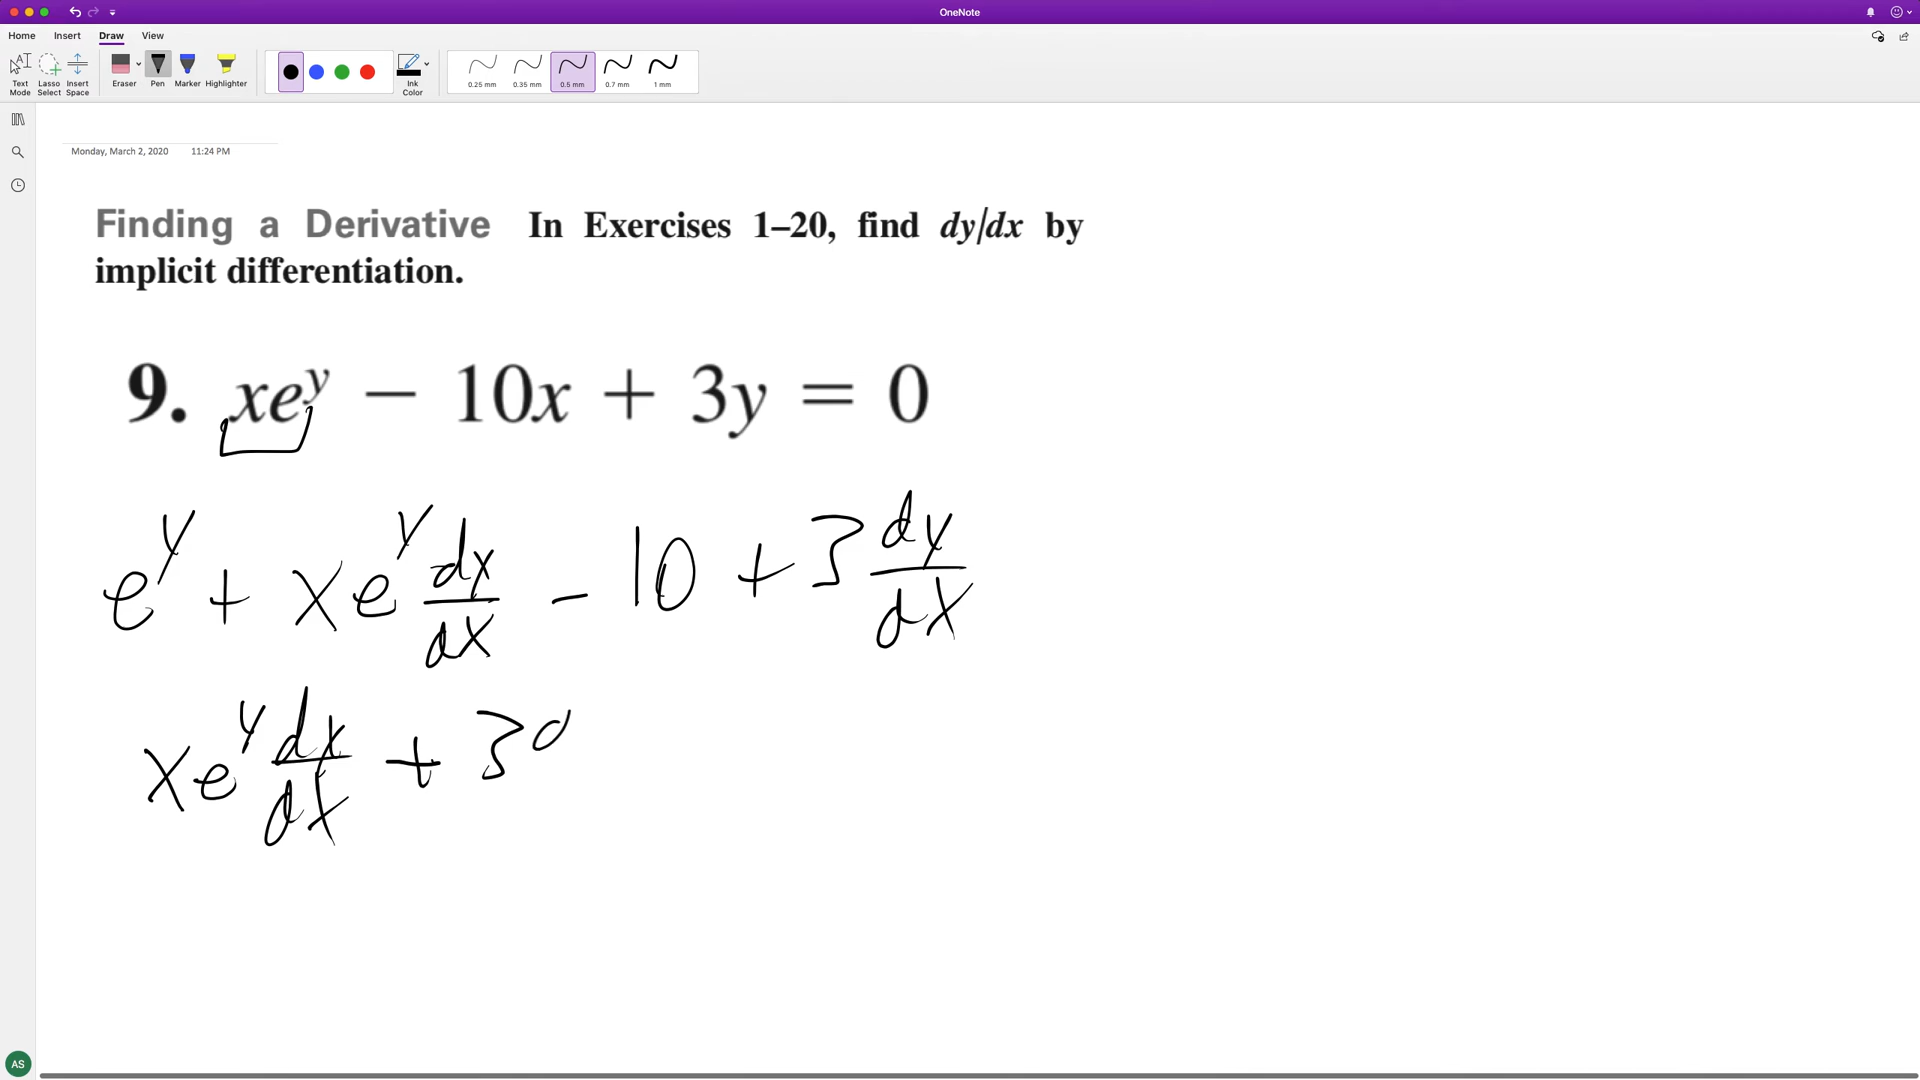 OneNote
Home Insert Draw View
Text Mode Lasso Select Insert Space Eraser Pen Marker Highlighter Ink Color 0.25 mm 0.35 mm 0.5 mm 0.7 mm 1 mm
Monday, March 2, 2020 11:24 PM
Finding a Derivative In Exercises 1–20, find dy/dx by
implicit differentiation.
9. xe^y − 10x + 3y = 0
e^y + xe^y dy/dx - 10 + 3 dy/dx
xe^y dy/dx + 3 d
AS